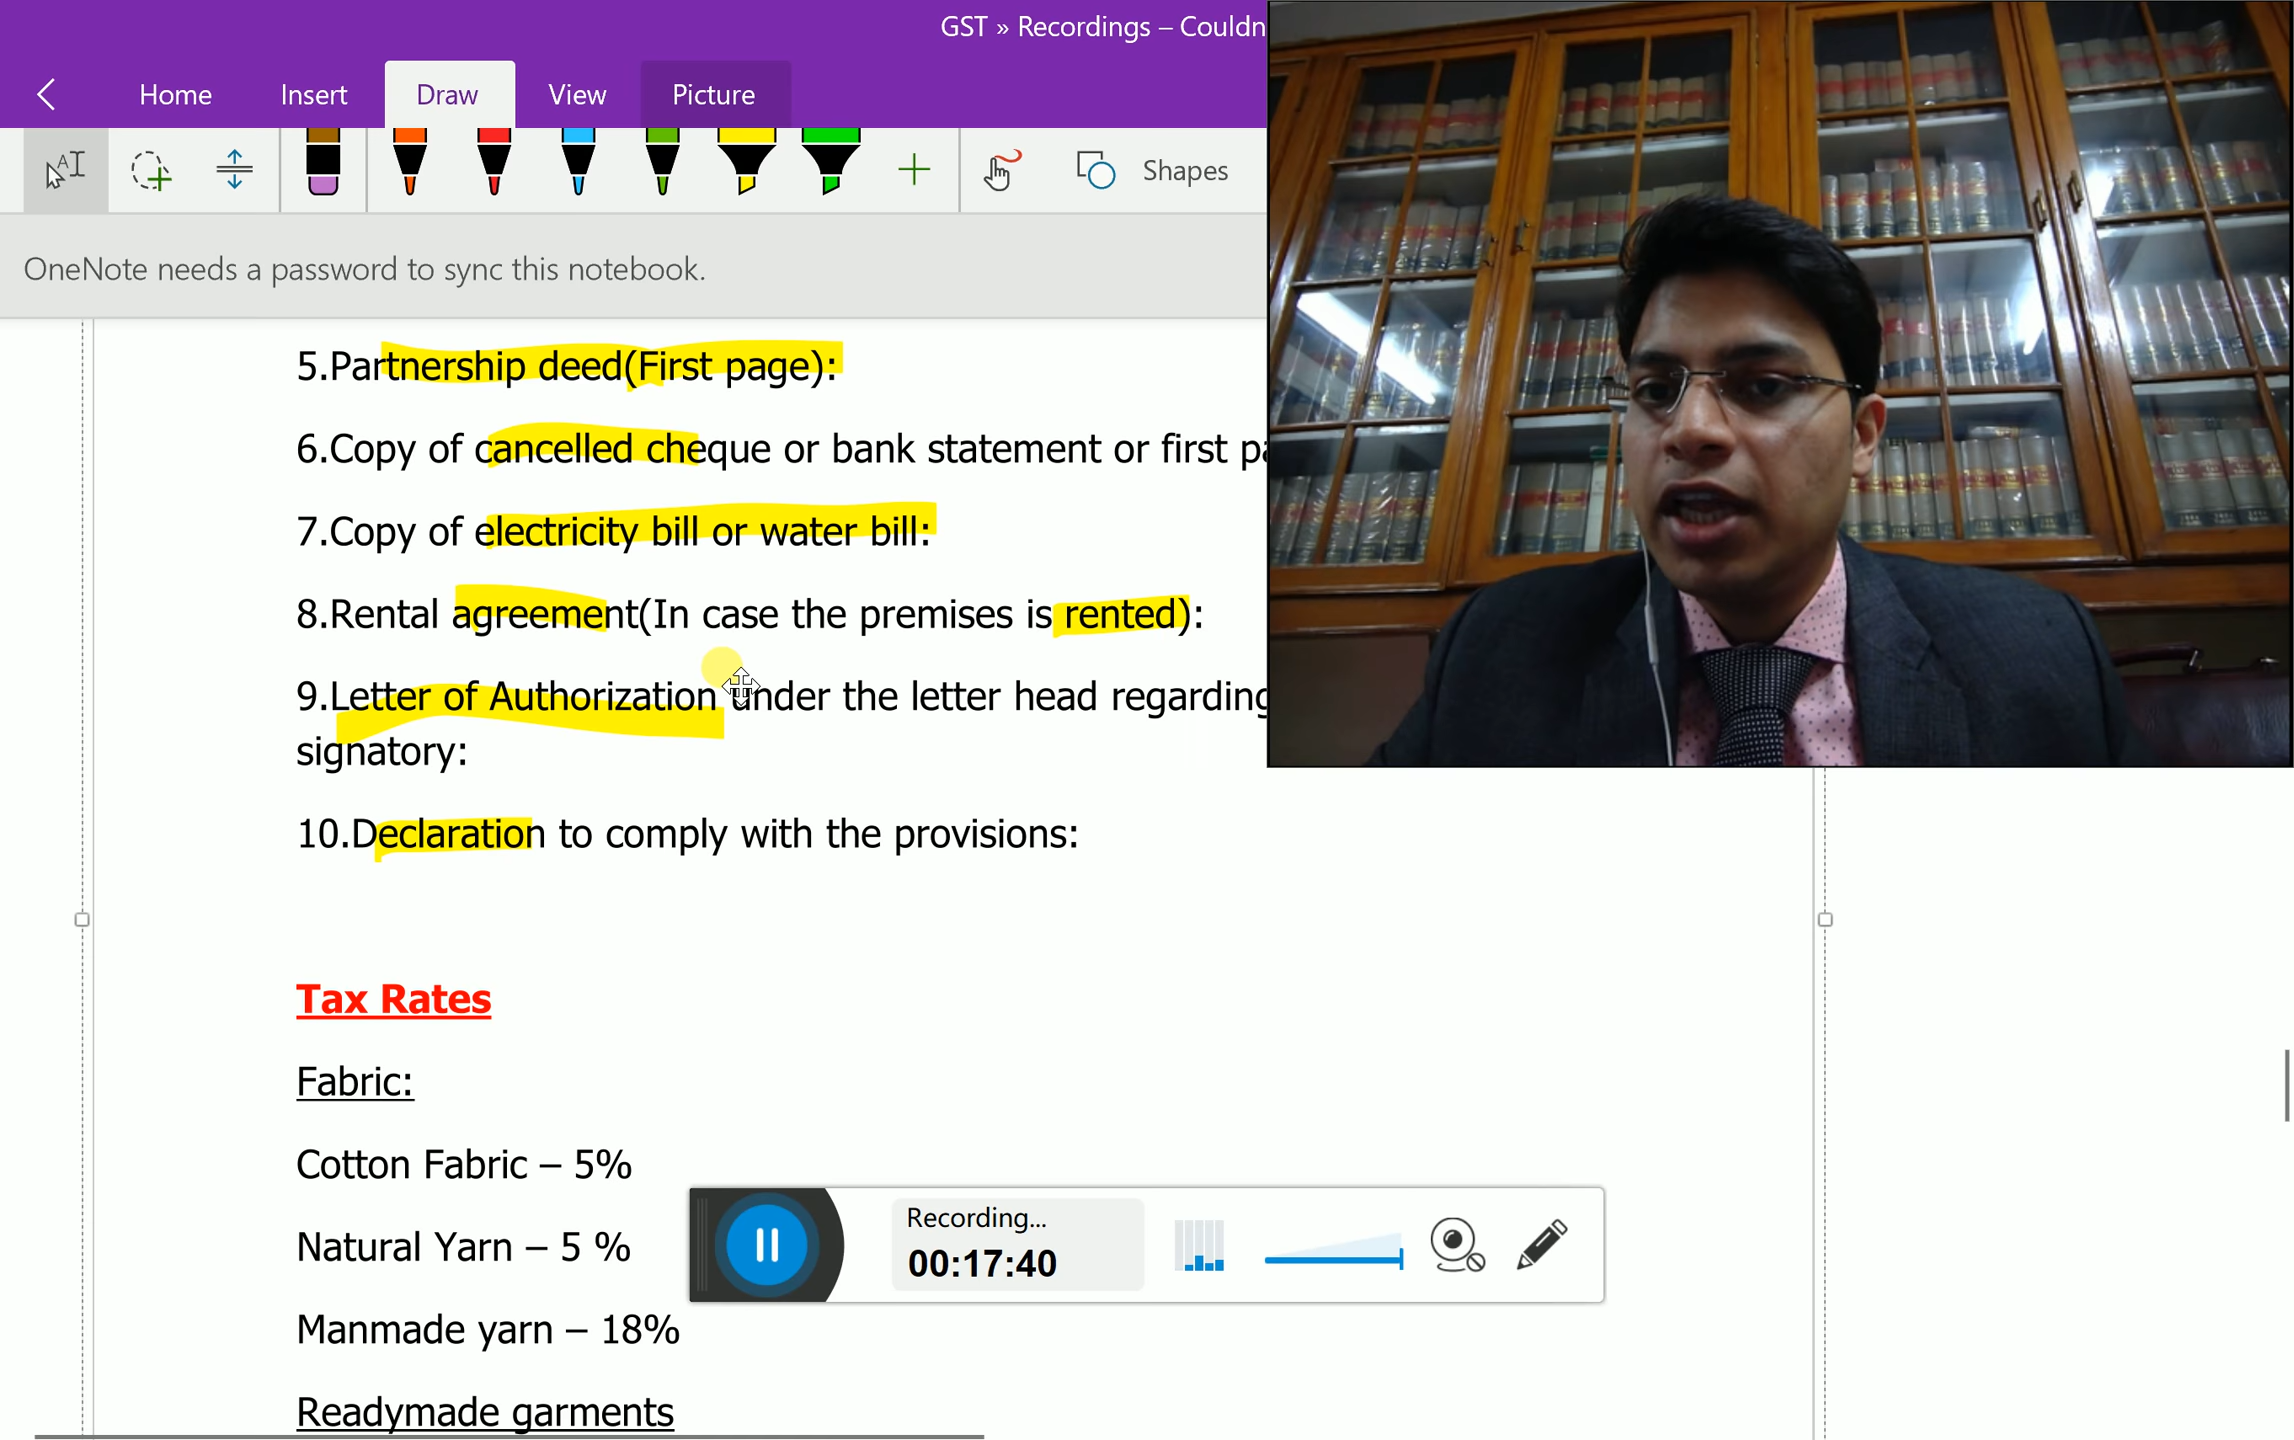 GST » Recordings – Couldn
Home Insert Draw View Picture
Shapes
OneNote needs a password to sync this notebook.
5.Partnership deed(First page):
6.Copy of cancelled cheque or bank statement or first
7.Copy of electricity bill or water bill:
8.Rental agreement(In case the premises is rented):
9.Letter of Authorization under the letter head regarding
signatory:
10.Declaration to comply with the provisions:
Tax Rates
Fabric:
Cotton Fabric – 5%
Natural Yarn – 5 %
Recording...
00:17:40
Manmade yarn – 18%
Readymade garments